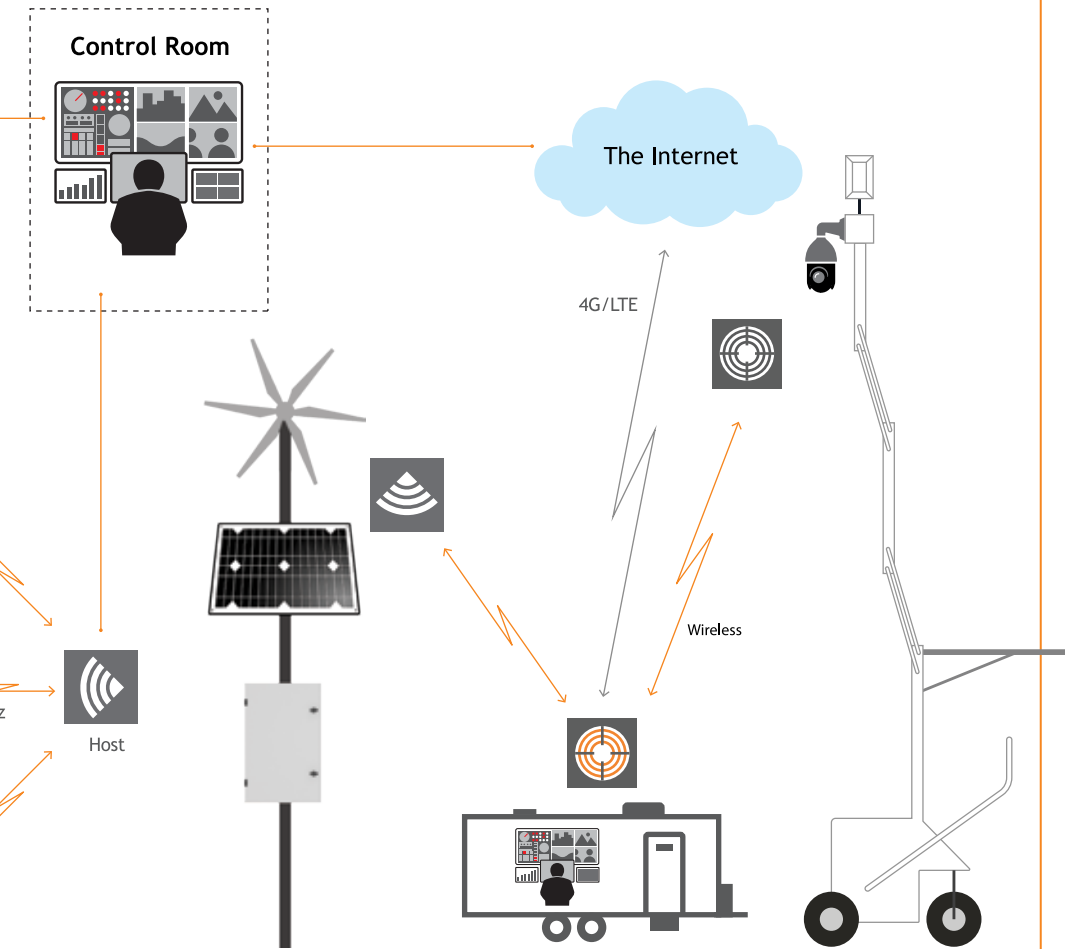 Control Room
The Internet
4G/LTE
Wireless
z
Host